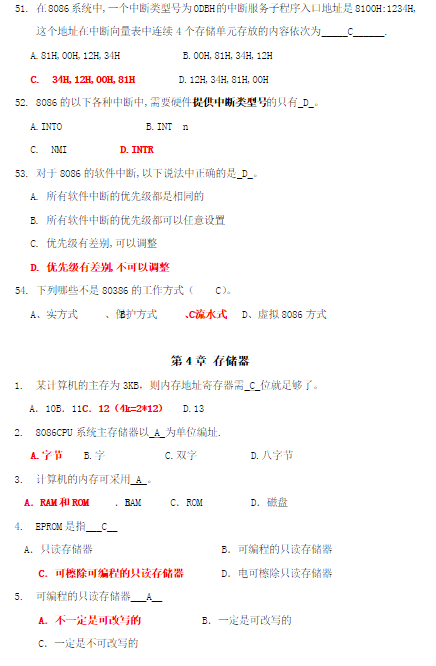 51. 在8086系统中,一个中断类型号为0DBH的中断服务子程序入口地址是8100H:1234H,
这个地址在中断向量表中连续 4个存储单元存放的内容依次为_____C______.
A.81H,00H,12H,34H B.00H,81H,34H,12H
C. 34H,12H,00H,81H D.12H,34H,81H,00H
52. 8086的以下各种中断中,需要硬件提供中断类型号的只有_D_。
A.INTO B.INT n
C. NMI D.INTR
53. 对于8086的软件中断,以下说法中正确的是_D_。
A. 所有软件中断的优先级都是相同的
B. 所有软件中断的优先级都可以任意设置
C. 优先级有差别,可以调整
D. 优先级有差别,不可以调整
54. 下列哪些不是80386的工作方式（ C)。
A、实方式 、保护方式 、C流水式 D、虚拟8086方式
第4章 存储器
1. 某计算机的主存为3KB，则内存地址寄存器需_C_位就足够了。
A．10B．11C．12（4k=2*12） D.13
2. 8086CPU系统主存储器以_A_为单位编址.
A.字节 B.字 C.双字 D.八字节
3. 计算机的内存可采用_A_。
A．RAM和ROM ．RAM C．ROM D．磁盘
4. EPROM是指___C__
A．只读存储器 B．可编程的只读存储器
C．可擦除可编程的只读存储器 D．电可擦除只读存储器
5. 可编程的只读存储器___A__
A．不一定是可改写的 B．一定是可改写的
C．一定是不可改写的